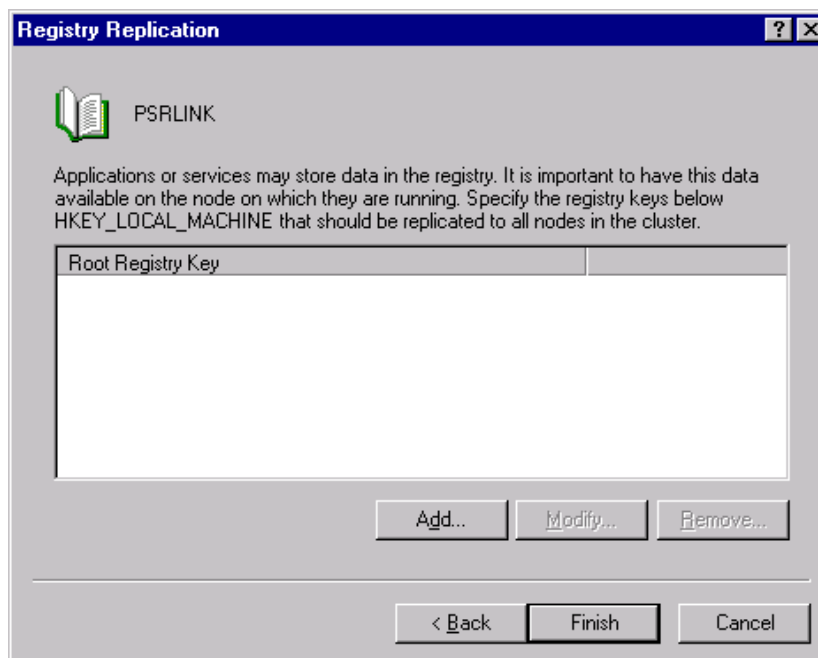 Registry Replication
PSRLINK
Applications or services may store data in the registry. It is important to have this data
available on the node on which they are running. Specify the registry keys below
HKEY_LOCAL_MACHINE that should be replicated to all nodes in the cluster.
Root Registry Key
Add...
Modify...
Remove...
< Back
Finish
Cancel